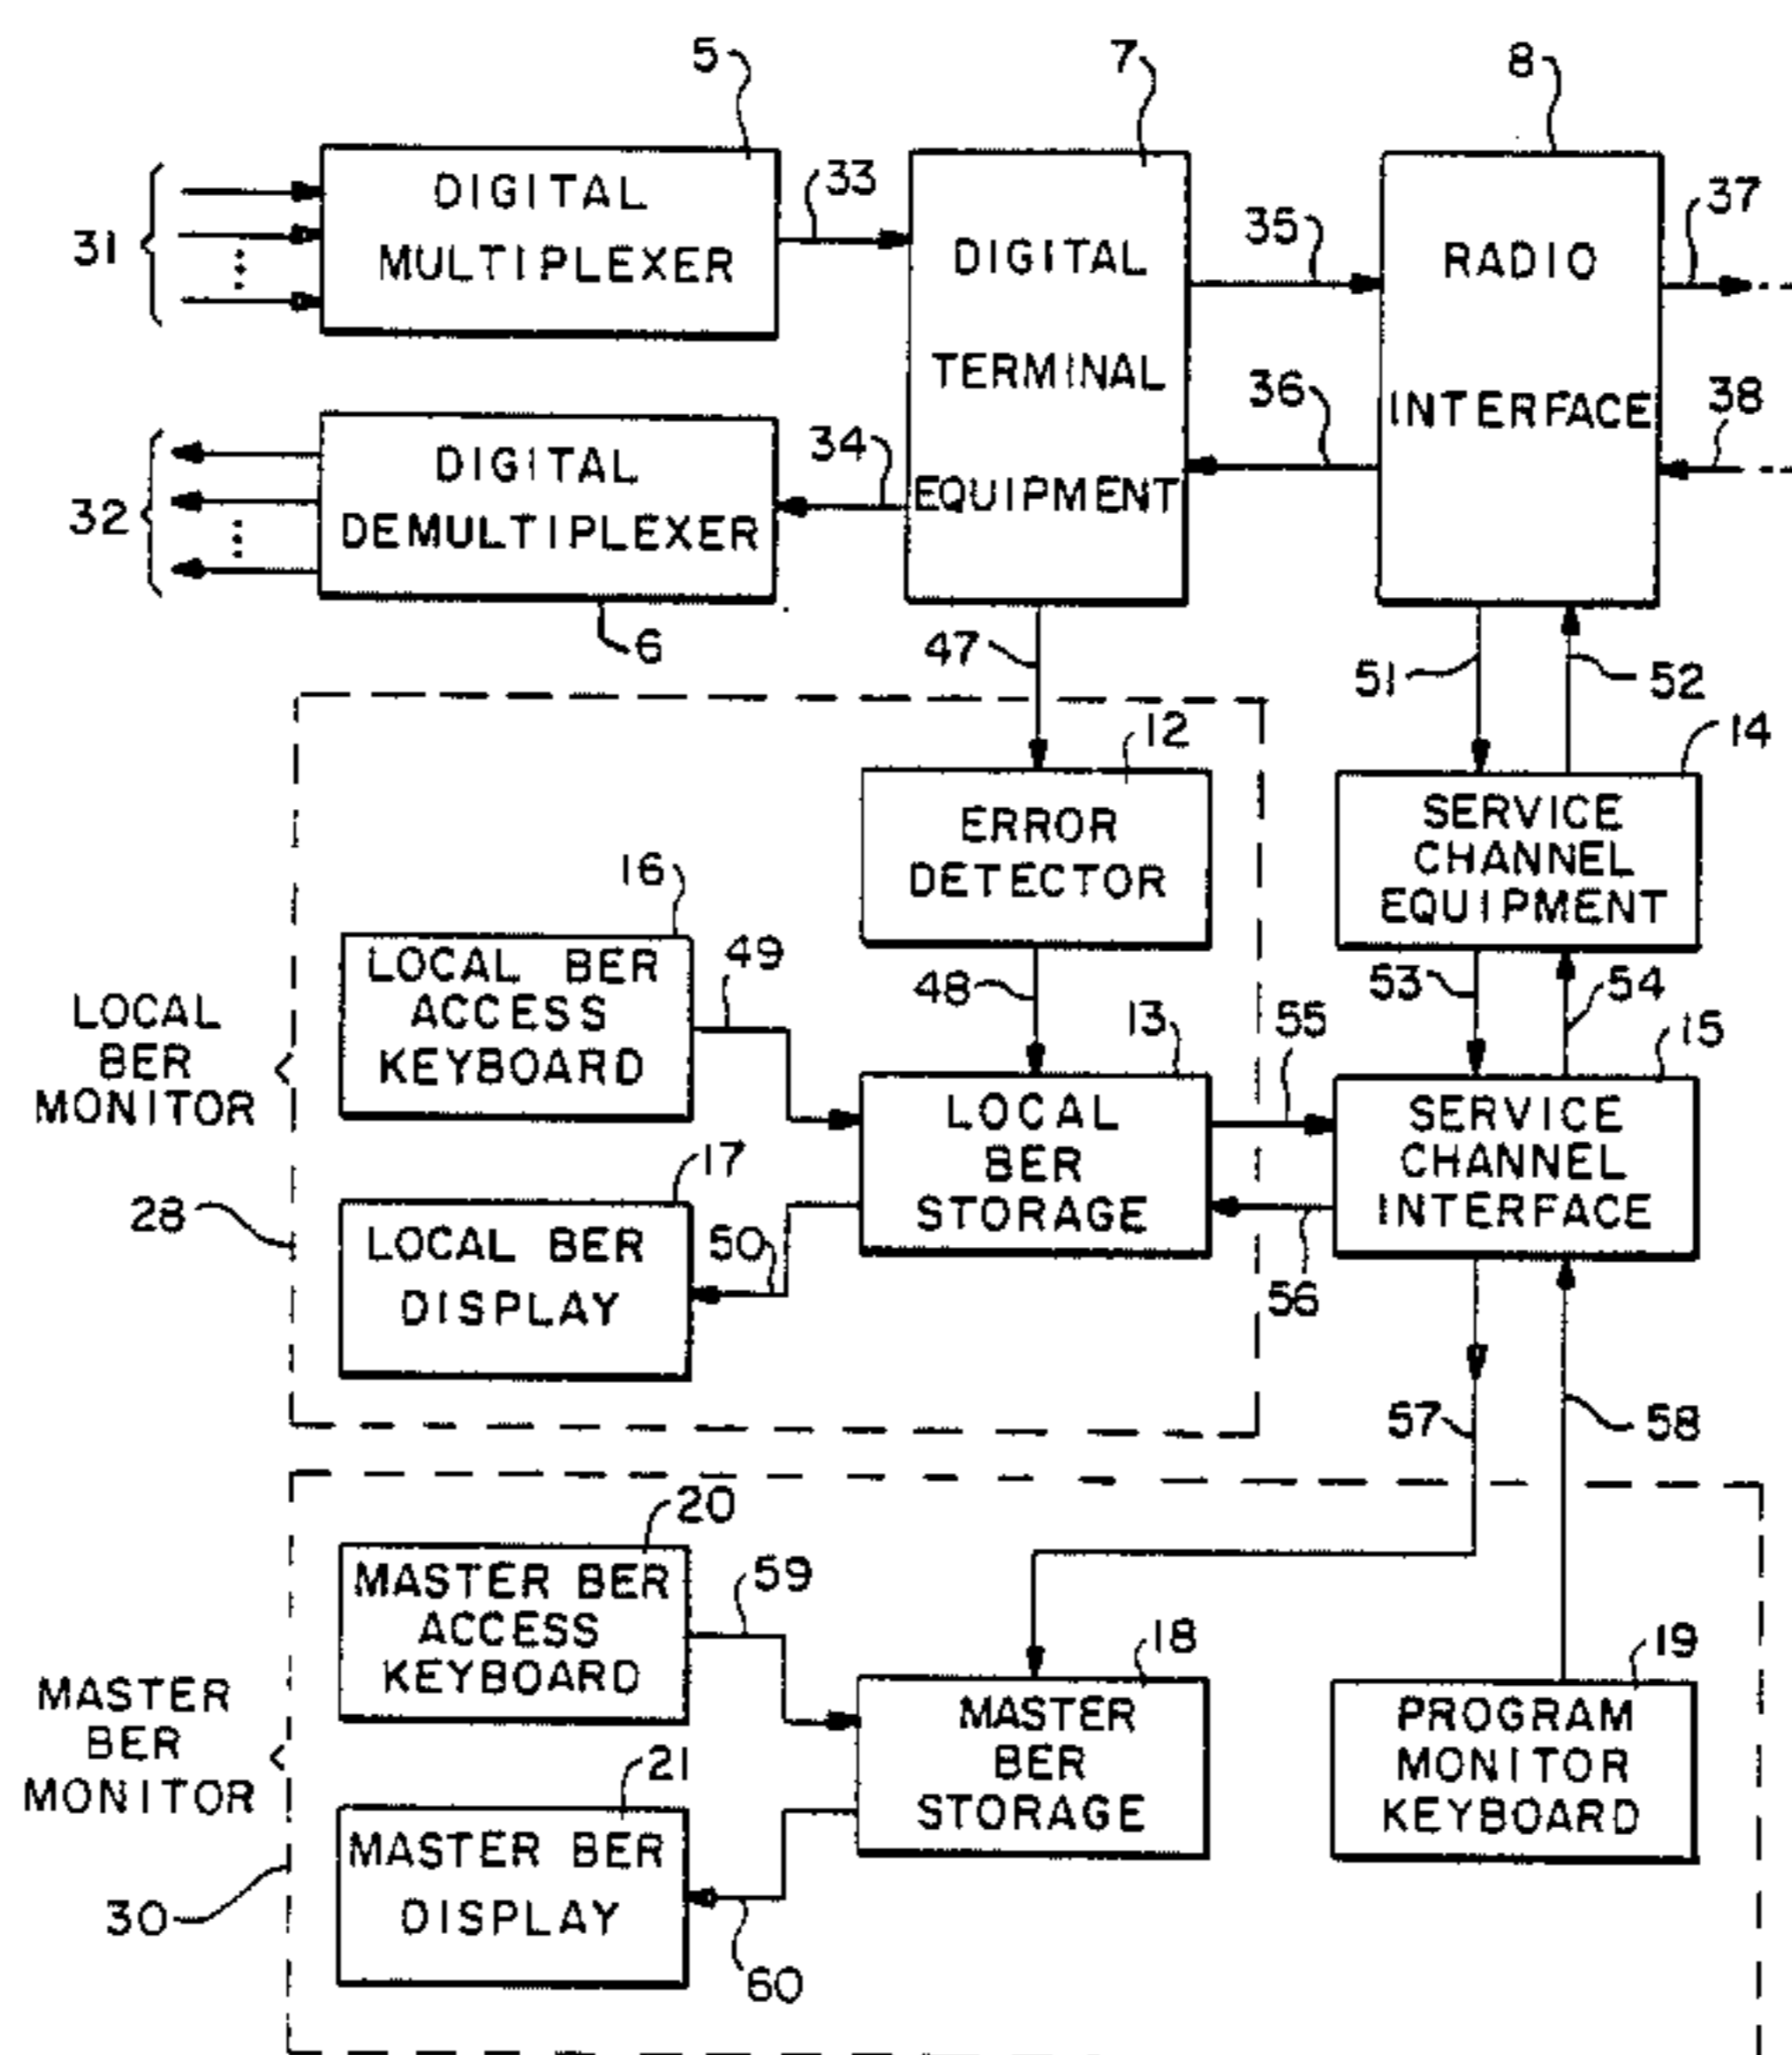 5
7
8
DIGITAL
MULTIPLEXER
31
33
DIGITAL
TERMINAL
EQUIPMENT
35
36
RADIO
INTERFACE
37
38
DIGITAL
DEMULTIPLEXER
32
34
6
47
51
52
12
14
ERROR
DETECTOR
SERVICE
CHANNEL
EQUIPMENT
16
LOCAL BER
ACCESS
KEYBOARD
49
48
53
54
LOCAL
BER
MONITOR
13
55
15
LOCAL
BER
STORAGE
SERVICE
CHANNEL
INTERFACE
17
28
LOCAL BER
DISPLAY
50
56
57
58
20
MASTER BER
ACCESS
KEYBOARD
59
18
19
MASTER
BER
MONITOR
MASTER
BER
STORAGE
PROGRAM
MONITOR
KEYBOARD
21
MASTER BER
DISPLAY
30
60